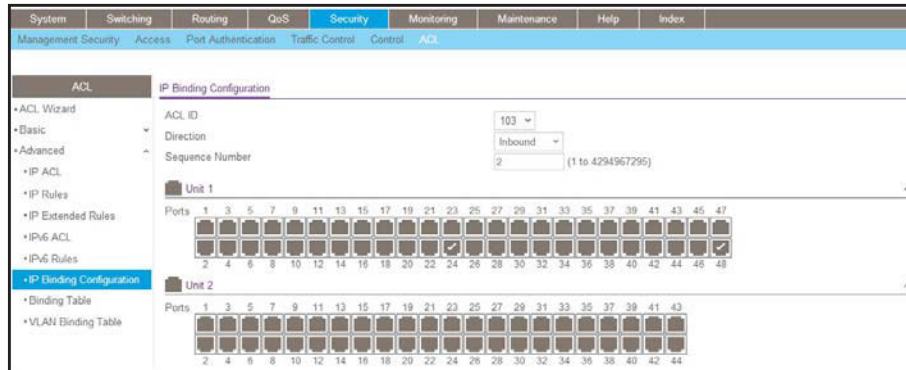 System Switching Routing QoS Security Monitoring Maintenance Help Index
Management Security Access Port Authentication Traffic Control Control ACL
ACL
• ACL Wizard
• Basic
• Advanced
• IP ACL
• IP Rules
• IP Extended Rules
• IPv6 ACL
• IPv6 Rules
• IP Binding Configuration
• Binding Table
• VLAN Binding Table
IP Binding Configuration
ACL ID 103
Direction Inbound
Sequence Number 2 (1 to 4294967295)
Unit 1
Ports 1 3 5 7 9 11 13 15 17 19 21 23 25 27 29 31 33 35 37 39 41 43 45 47
2 4 6 8 10 12 14 16 18 20 22 24 26 28 30 32 34 36 38 40 42 44 46 48
Unit 2
Ports 1 3 5 7 9 11 13 15 17 19 21 23 25 27 29 31 33 35 37 39 41 43
2 4 6 8 10 12 14 16 18 20 22 24 26 28 30 32 34 36 38 40 42 44